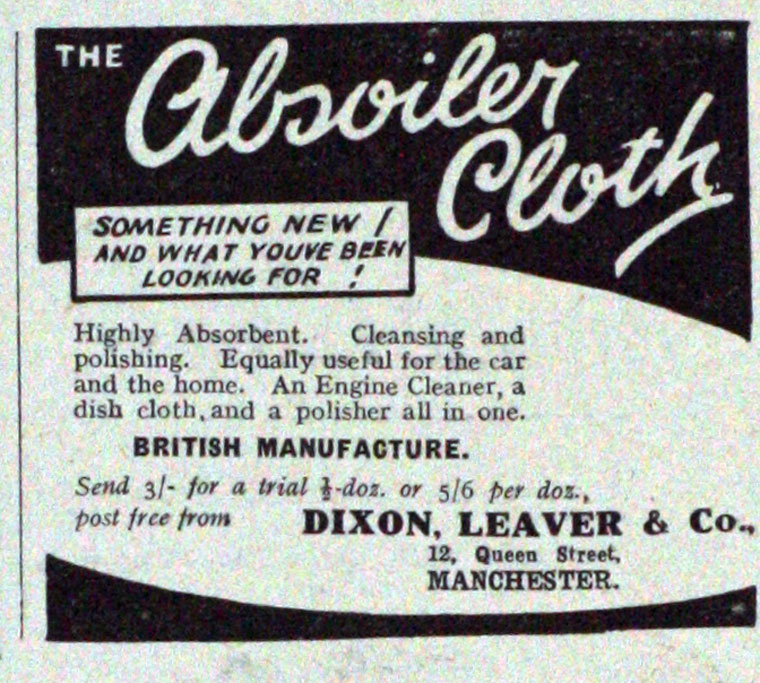 THE
Absoiler
Cloth
SOMETHING NEW !
AND WHAT YOUVE BEEN
LOOKING FOR !
Highly Absorbent. Cleansing and
polishing. Equally useful for the car
and the home. An Engine Cleaner, a
dish cloth, and a polisher all in one.
BRITISH MANUFACTURE.
Send 3/- for a trial ½-doz. or 5/6 per doz.,
post free from DIXON, LEAVER & Co.,
12, Queen Street,
MANCHESTER.